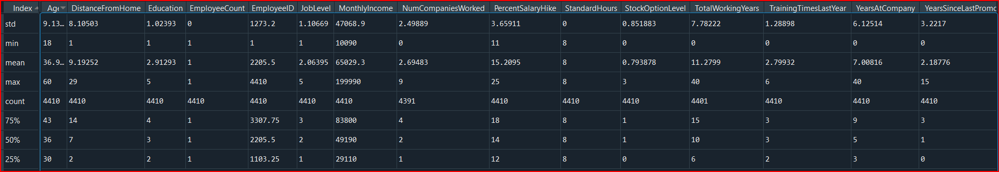 Index Age DistanceFromHome Education EmployeeCount EmployeeID JobLevel MonthlyIncome NumCompaniesWorked PercentSalaryHike StandardHours StockOptionLevel TotalWorkingYears TrainingTimesLastYear YearsAtCompany YearsSinceLastPromo
std 9.13... 8.10503 1.02393 0 1273.2 1.10669 47068.9 2.49889 3.65911 0 0.851883 7.78222 1.28898 6.12514 3.2217
min 18 1 1 1 1 1 10090 0 11 8 0 0 0 0 0
mean 36.9... 9.19252 2.91293 1 2205.5 2.06395 65029.3 2.69483 15.2095 8 0.793878 11.2799 2.79932 7.00816 2.18776
max 60 29 5 1 4410 5 199990 9 25 8 3 40 6 40 15
count 4410 4410 4410 4410 4410 4410 4410 4391 4410 4410 4410 4401 4410 4410 4410
75% 43 14 4 1 3307.75 3 83800 4 18 8 1 15 3 9 3
50% 36 7 3 1 2205.5 2 49190 2 14 8 1 10 3 5 1
25% 30 2 2 1 1103.25 1 29110 1 12 8 0 6 2 3 0